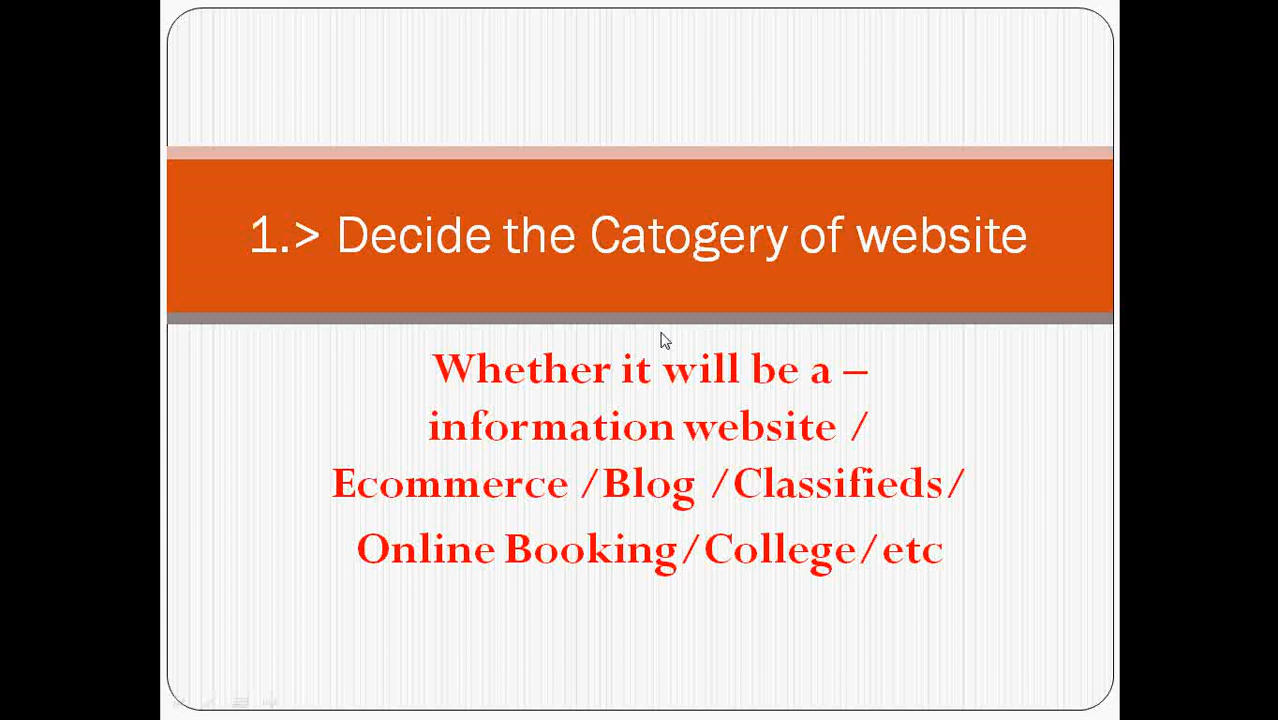 1.> Decide the Catogery of website
Whether it will be a –
information website /
Ecommerce /Blog /Classifieds/
Online Booking/College/etc